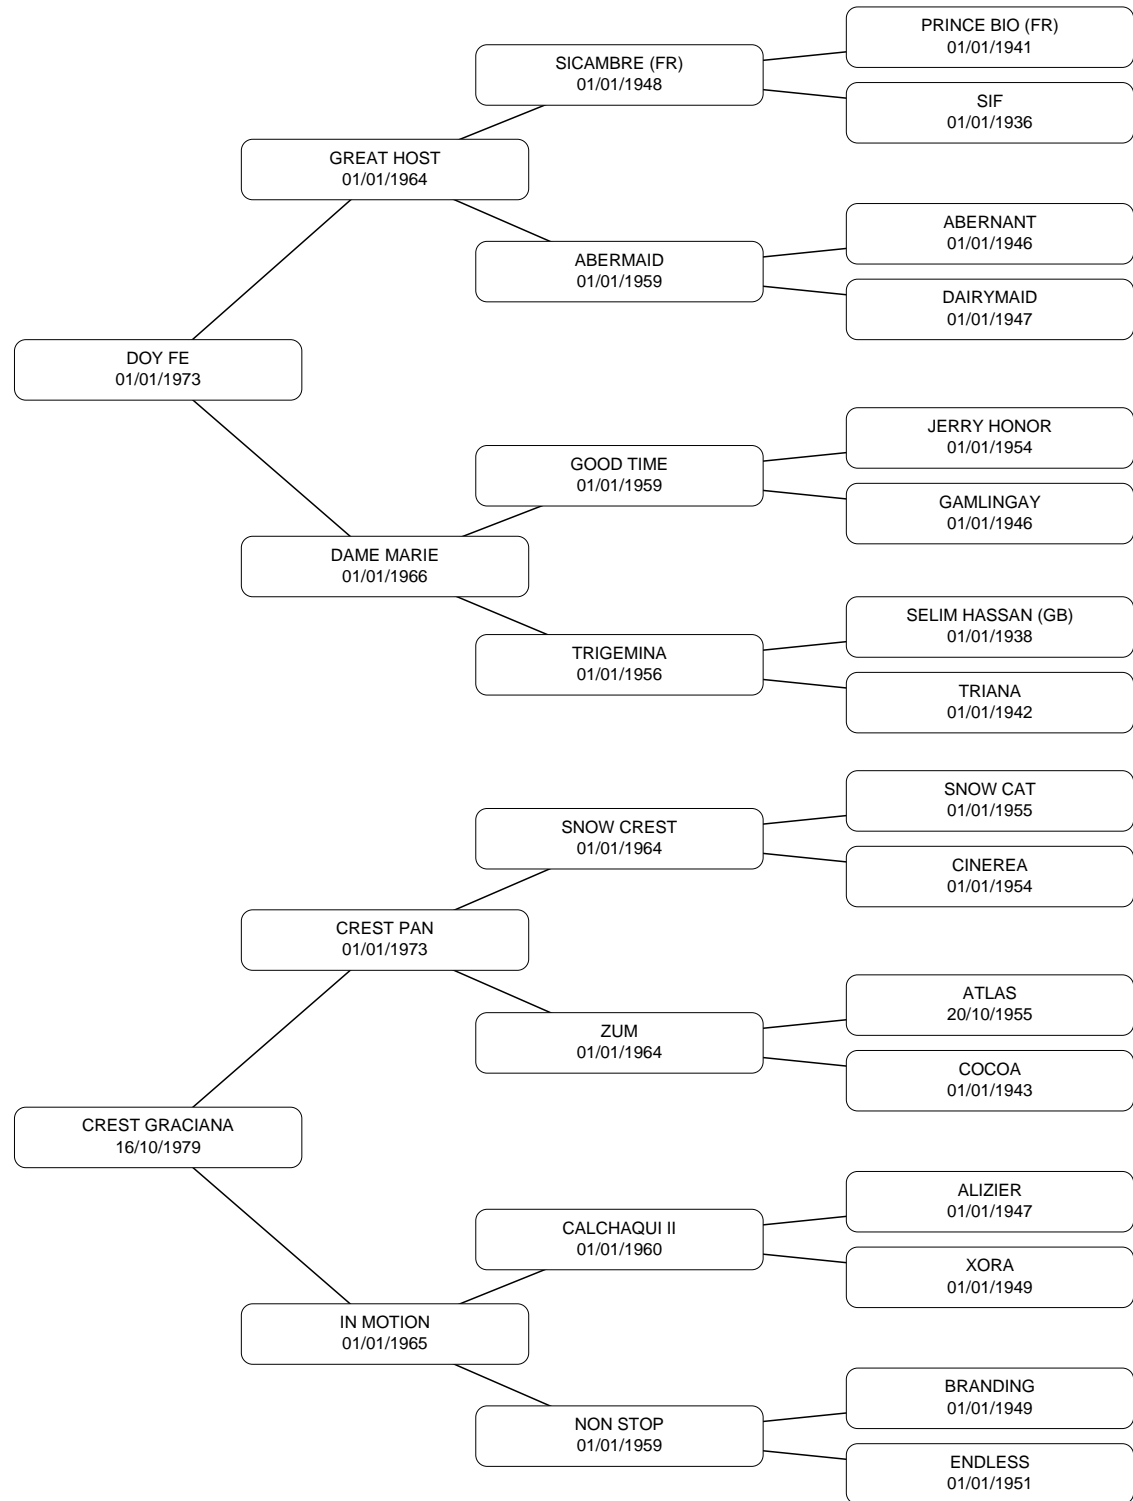 PRINCE BIO (FR)
01/01/1941
SICAMBRE (FR)
01/01/1948
SIF
01/01/1936
GREAT HOST
01/01/1964
ABERNANT
01/01/1946
ABERMAID
01/01/1959
DAIRYMAID
01/01/1947
DOY FE
01/01/1973
JERRY HONOR
01/01/1954
GOOD TIME
01/01/1959
GAMLINGAY
01/01/1946
DAME MARIE
01/01/1966
SELIM HASSAN (GB)
01/01/1938
TRIGEMINA
01/01/1956
TRIANA
01/01/1942
SNOW CAT
01/01/1955
SNOW CREST
01/01/1964
CINEREA
01/01/1954
CREST PAN
01/01/1973
ATLAS
20/10/1955
ZUM
01/01/1964
COCOA
01/01/1943
CREST GRACIANA
16/10/1979
ALIZIER
01/01/1947
CALCHAQUI II
01/01/1960
XORA
01/01/1949
IN MOTION
01/01/1965
BRANDING
01/01/1949
NON STOP
01/01/1959
ENDLESS
01/01/1951